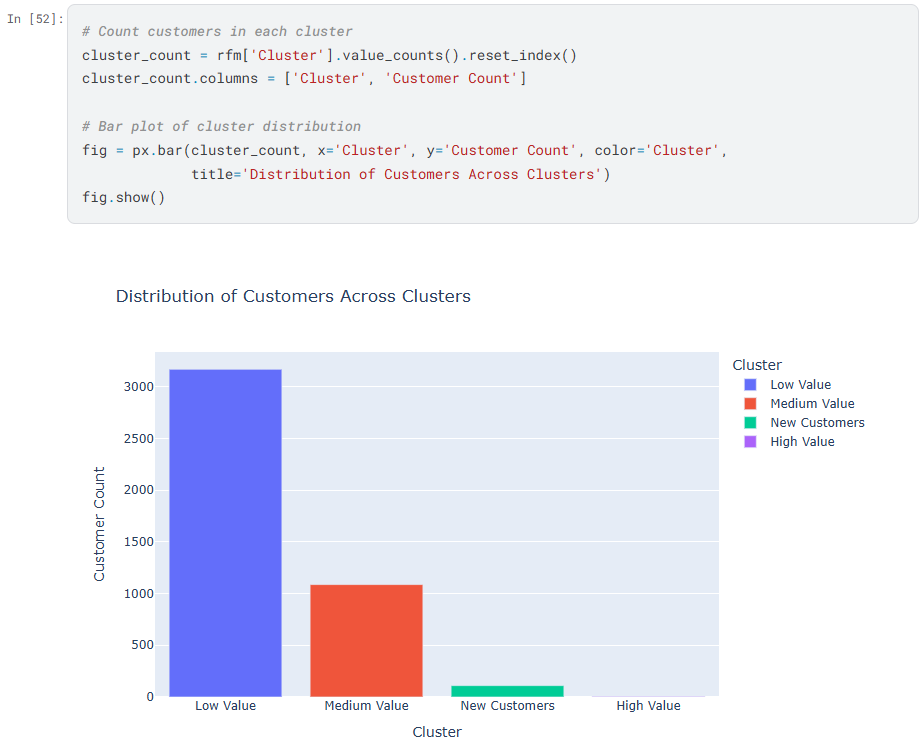 In [52]:
# Count customers in each cluster
cluster_count = rfm['Cluster'].value_counts().reset_index()
cluster_count.columns = ['Cluster', 'Customer Count']
# Bar plot of cluster distribution
fig = px.bar(cluster_count, x='Cluster', y='Customer Count', color='Cluster',
title='Distribution of Customers Across Clusters')
fig.show()
Distribution of Customers Across Clusters
Customer Count
3000
2500
2000
1500
1000
500
0
Low Value
Medium Value
New Customers
High Value
Cluster
Cluster
Low Value
Medium Value
New Customers
High Value